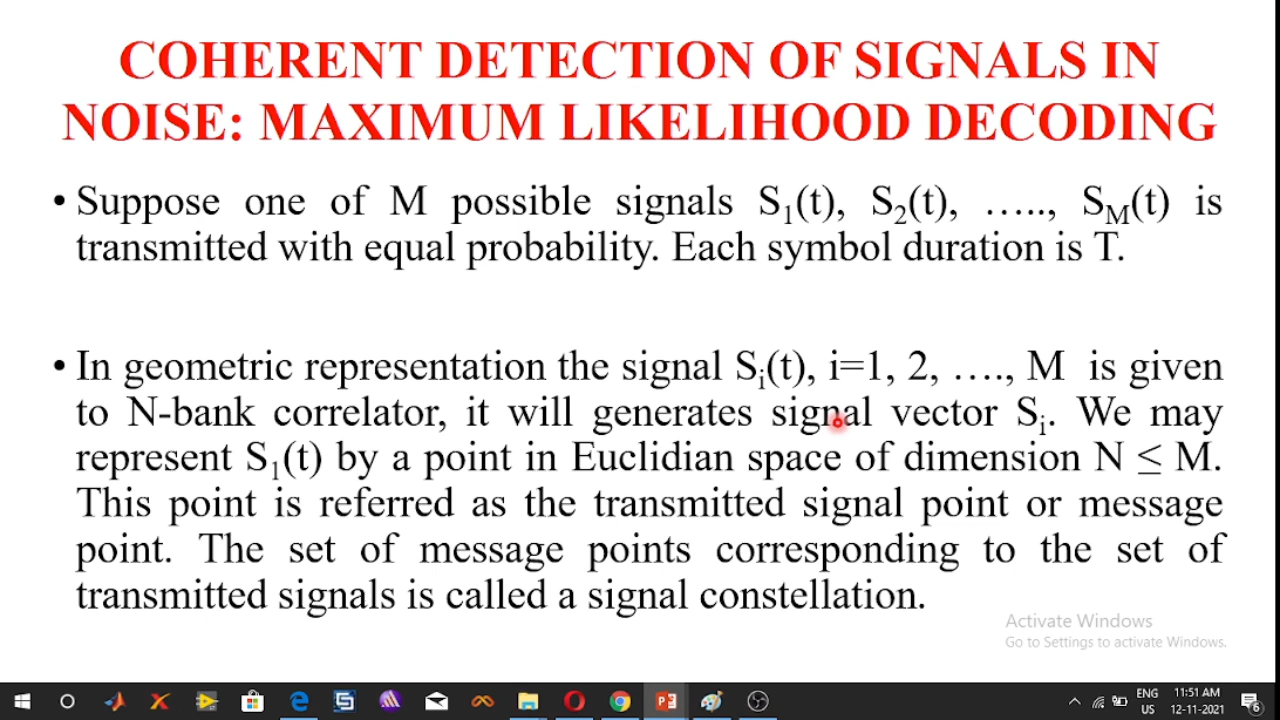 COHERENT DETECTION OF SIGNALS IN
NOISE: MAXIMUM LIKELIHOOD DECODING
• Suppose one of M possible signals S₁(t), S₂(t), ….., S_M(t) is
transmitted with equal probability. Each symbol duration is T.
• In geometric representation the signal Sᵢ(t), i=1, 2, …., M is given
to N-bank correlator, it will generates signal vector Sᵢ. We may
represent S₁(t) by a point in Euclidian space of dimension N ≤ M.
This point is referred as the transmitted signal point or message
point. The set of message points corresponding to the set of
transmitted signals is called a signal constellation.
Activate Windows
Go to Settings to activate Windows.
ENG
US
11:51 AM
12-11-2021
6